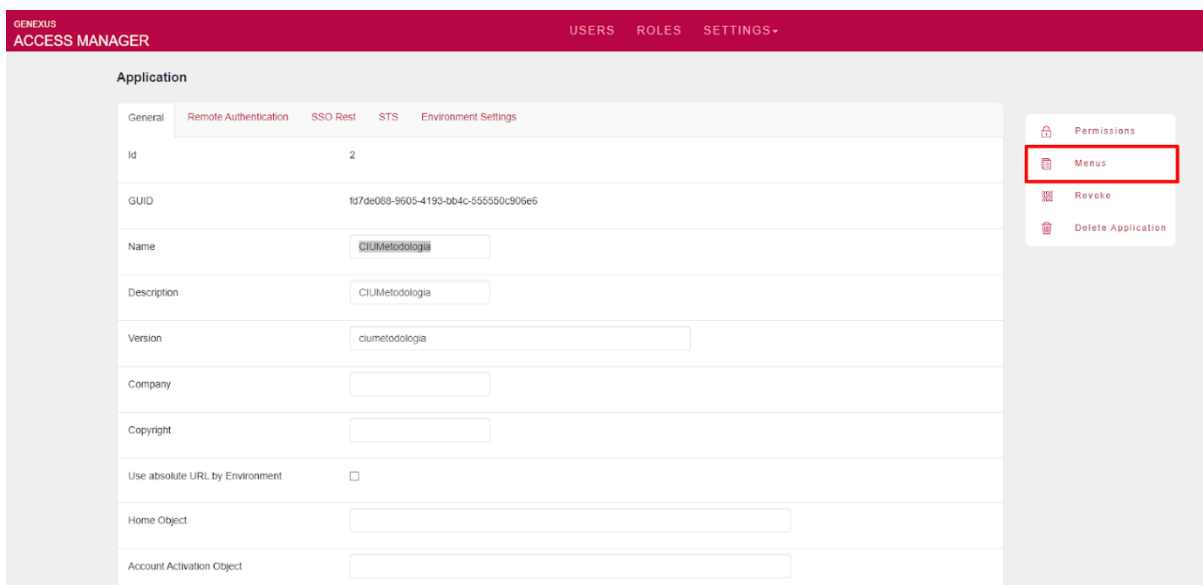 GENEXUS
ACCESS MANAGER
USERS ROLES SETTINGS
Application
General Remote Authentication SSO Rest STS Environment Settings
Id 2
GUID fd7de088-9605-4193-bb4c-555550c906e6
Name CIUMetodologia
Description CIUMetodologia
Version ciumetodologia
Company
Copyright
Use absolute URL by Environment
Home Object
Account Activation Object
Permissions
Menus
Revoke
Delete Application